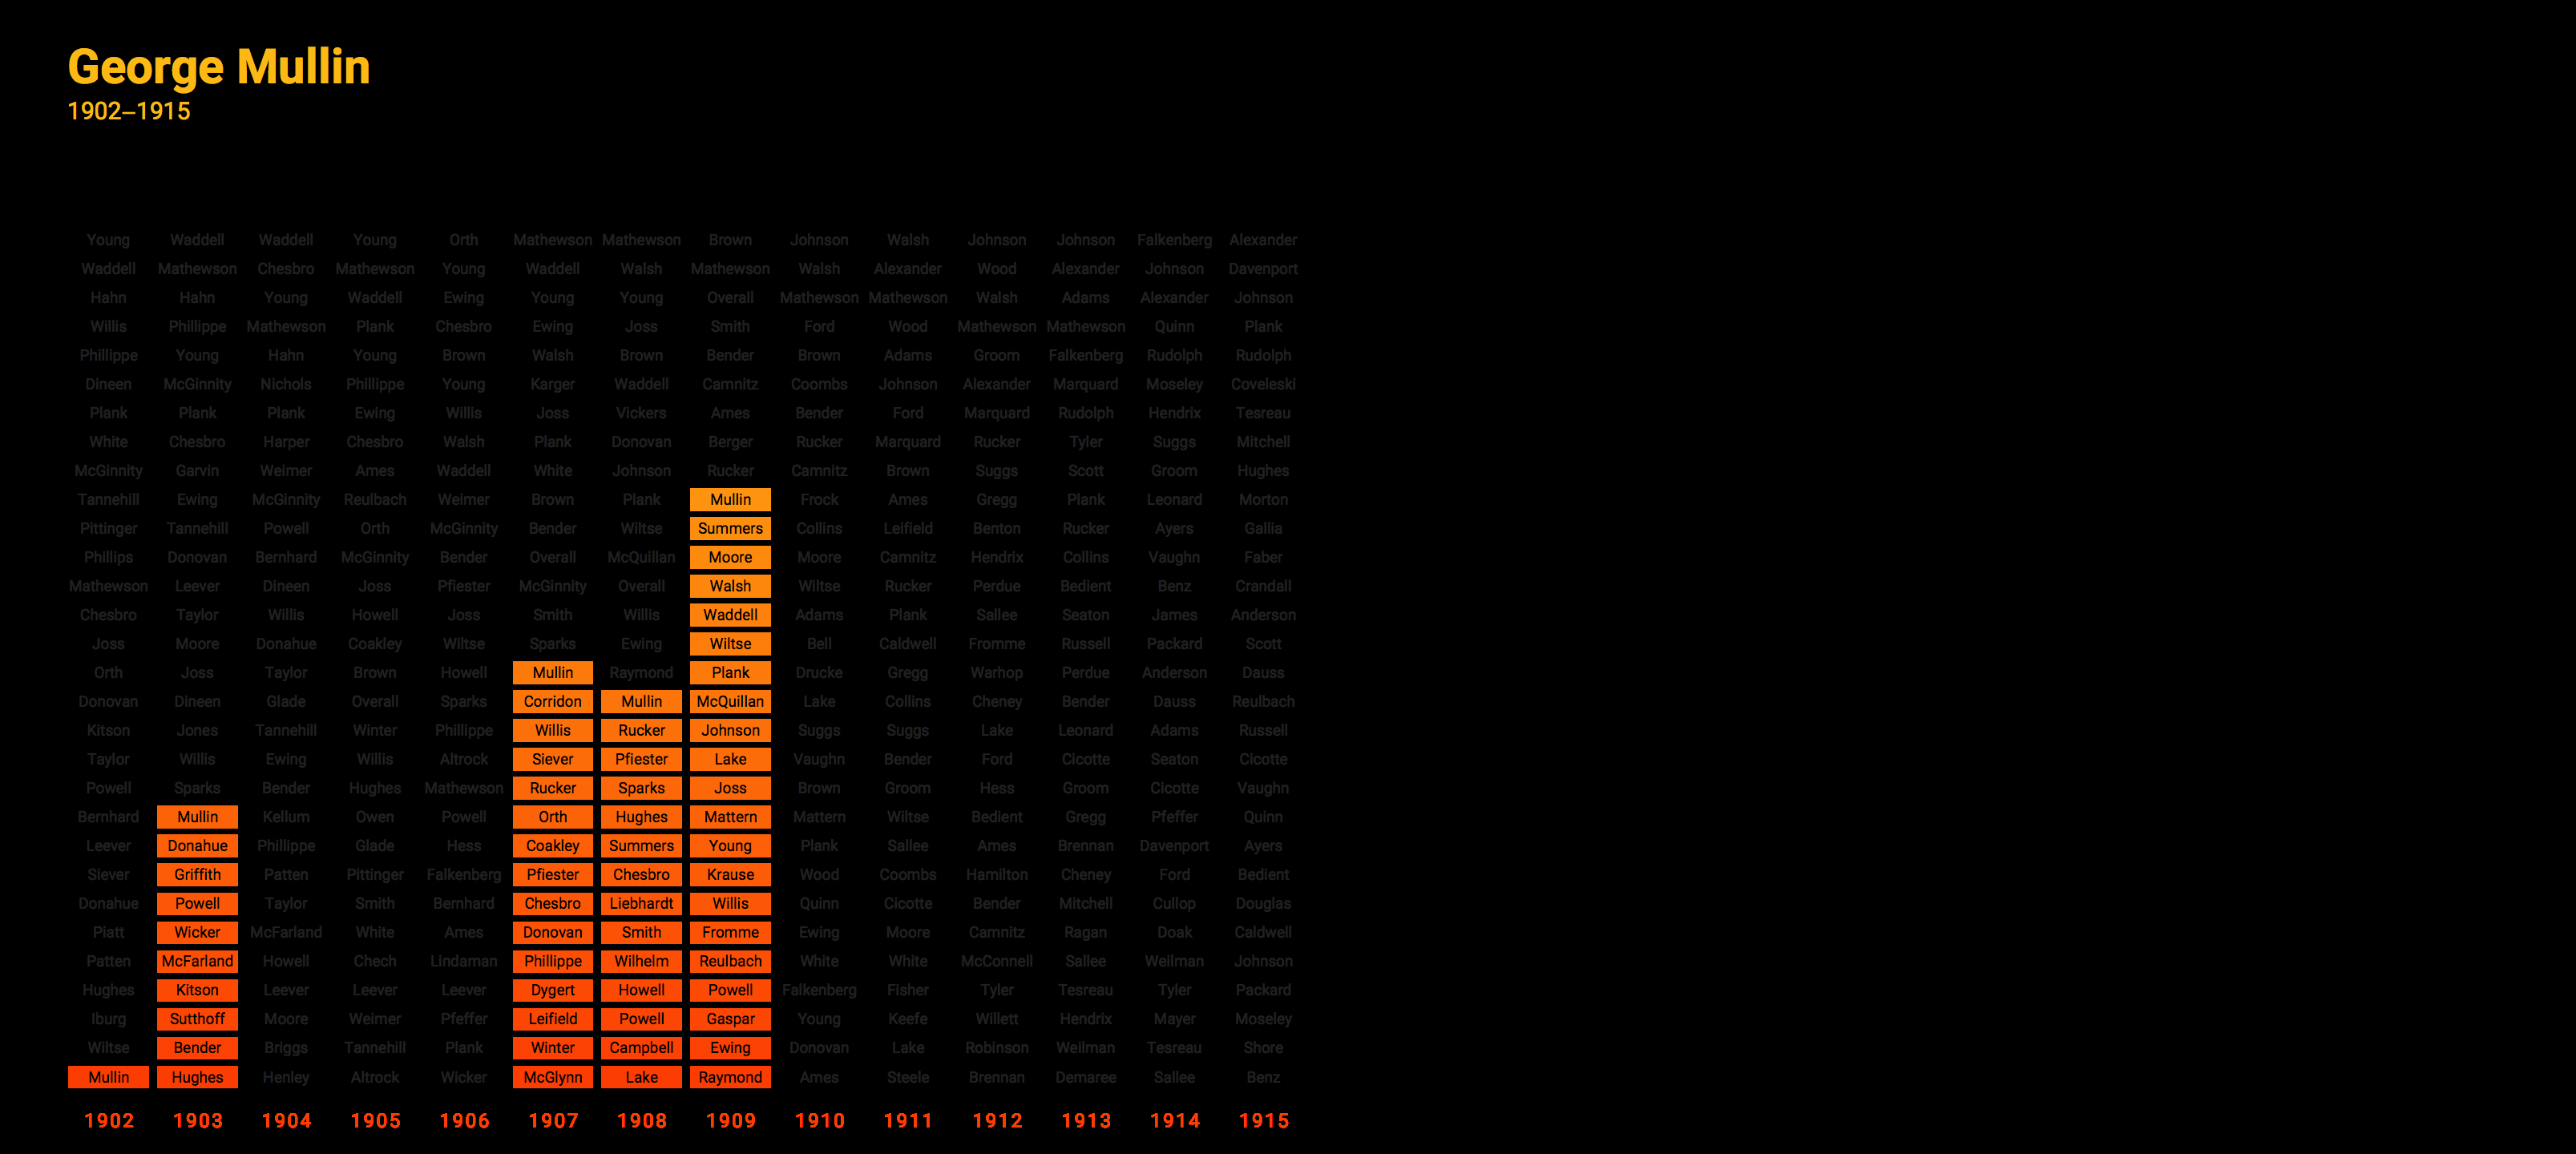 George Mullin
1902–1915
Young Waddell Waddell Young Orth Mathewson Mathewson Brown Johnson Walsh Johnson Johnson Falkenberg Alexander
Waddell Mathewson Chesbro Mathewson Young Waddell Walsh Mathewson Walsh Alexander Wood Alexander Johnson Davenport
Hahn Hahn Young Waddell Ewing Young Young Overall Mathewson Mathewson Walsh Adams Alexander Johnson
Willis Phillippe Mathewson Plank Chesbro Ewing Joss Smith Ford Wood Mathewson Mathewson Quinn Plank
Phillippe Young Hahn Young Brown Walsh Brown Bender Brown Adams Groom Falkenberg Rudolph Rudolph
Dineen McGinnity Nichols Phillippe Young Karger Waddell Camnitz Coombs Johnson Alexander Marquard Moseley Coveleski
Plank Plank Plank Ewing Willis Joss Vickers Ames Bender Ford Marquard Rudolph Hendrix Tesreau
White Chesbro Harper Chesbro Walsh Plank Donovan Berger Rucker Marquard Rucker Tyler Suggs Mitchell
McGinnity Garvin Weimer Ames Waddell White Johnson Rucker Camnitz Brown Suggs Scott Groom Hughes
Tannehill Ewing McGinnity Reulbach Weimer Brown Plank Mullin Frock Ames Gregg Plank Leonard Morton
Pittinger Tannehill Powell Orth McGinnity Bender Wiltse Summers Collins Leifield Benton Rucker Ayers Gallia
Phillips Donovan Bernhard McGinnity Bender Overall McQuillan Moore Moore Camnitz Hendrix Collins Vaughn Faber
Mathewson Leever Dineen Joss Pfiester McGinnity Overall Walsh Wiltse Rucker Perdue Bedient Benz Crandall
Chesbro Taylor Willis Howell Joss Smith Willis Waddell Adams Plank Sallee Seaton James Anderson
Joss Moore Donahue Coakley Wiltse Sparks Ewing Wiltse Bell Caldwell Fromme Russell Packard Scott
Orth Joss Taylor Brown Howell Mullin Raymond Plank Drucke Gregg Warhop Perdue Anderson Dauss
Donovan Dineen Glade Overall Sparks Corridon Mullin McQuillan Lake Collins Cheney Bender Dauss Reulbach
Kitson Jones Tannehill Winter Phillippe Willis Rucker Johnson Suggs Suggs Lake Leonard Adams Russell
Taylor Willis Ewing Willis Altrock Siever Pfiester Lake Vaughn Bender Ford Cicotte Seaton Cicotte
Powell Sparks Bender Hughes Mathewson Rucker Sparks Joss Brown Groom Hess Groom Cicotte Vaughn
Bernhard Mullin Kellum Owen Powell Orth Hughes Mattern Mattern Wiltse Bedient Gregg Pfeffer Quinn
Leever Donahue Phillippe Glade Hess Coakley Summers Young Plank Sallee Ames Brennan Davenport Ayers
Siever Griffith Patten Pittinger Falkenberg Pfiester Chesbro Krause Wood Coombs Hamilton Cheney Ford Bedient
Donahue Powell Taylor Smith Bernhard Chesbro Liebhardt Willis Quinn Cicotte Bender Mitchell Cullop Douglas
Piatt Wicker McFarland White Ames Donovan Smith Fromme Ewing Moore Camnitz Ragan Doak Caldwell
Patten McFarland Howell Chech Lindaman Phillippe Wilhelm Reulbach White White McConnell Sallee Weilman Johnson
Hughes Kitson Leever Leever Leever Dygert Howell Powell Falkenberg Fisher Tyler Tesreau Tyler Packard
Iburg Sutthoff Moore Weimer Pfeffer Leifield Powell Gaspar Young Keefe Willett Hendrix Mayer Moseley
Wiltse Bender Briggs Tannehill Plank Winter Campbell Ewing Donovan Lake Robinson Weilman Tesreau Shore
Mullin Hughes Henley Altrock Wicker McGlynn Lake Raymond Ames Steele Brennan Demaree Sallee Benz
1902 1903 1904 1905 1906 1907 1908 1909 1910 1911 1912 1913 1914 1915